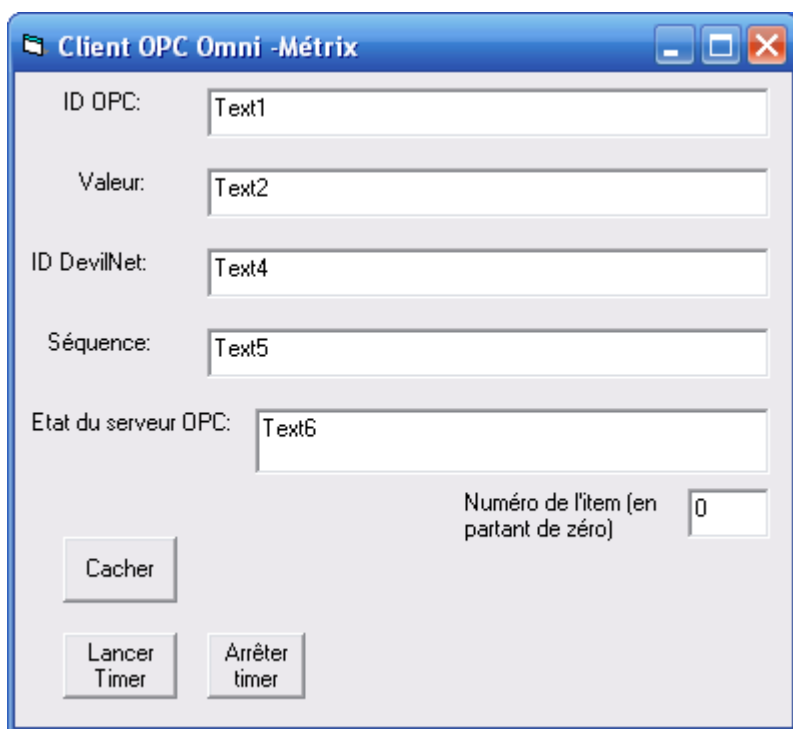 Client OPC Omni -Métrix
ID OPC: Text1
Valeur: Text2
ID DevilNet: Text4
Séquence: Text5
Etat du serveur OPC: Text6
Numéro de l'item (en
partant de zéro) 0
Cacher
Lancer
Timer
Arrêter
timer